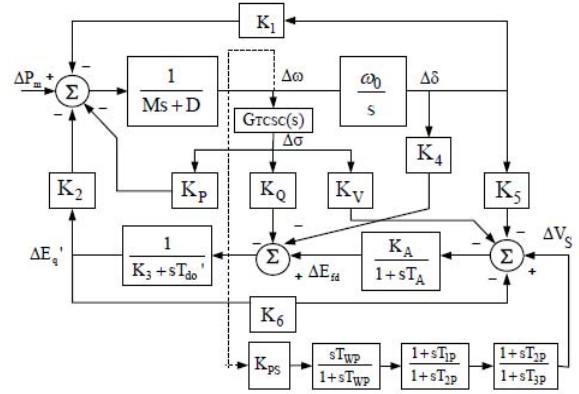 K1
ΔPm + − Σ − −
1
Ms + D
Δω
ω0
s
Δδ
GTCSC(s)
Δσ
K4
K2
KP
KQ
KV
K5
ΔEq'
1
K3 + sTdo'
− − Σ + ΔEfd
KA
1 + sTA
− − Σ − +
ΔVS
K6
KPS
sTWP
1+sTWP
1+sT1P
1+sT2P
1+sT2P
1+sT3P